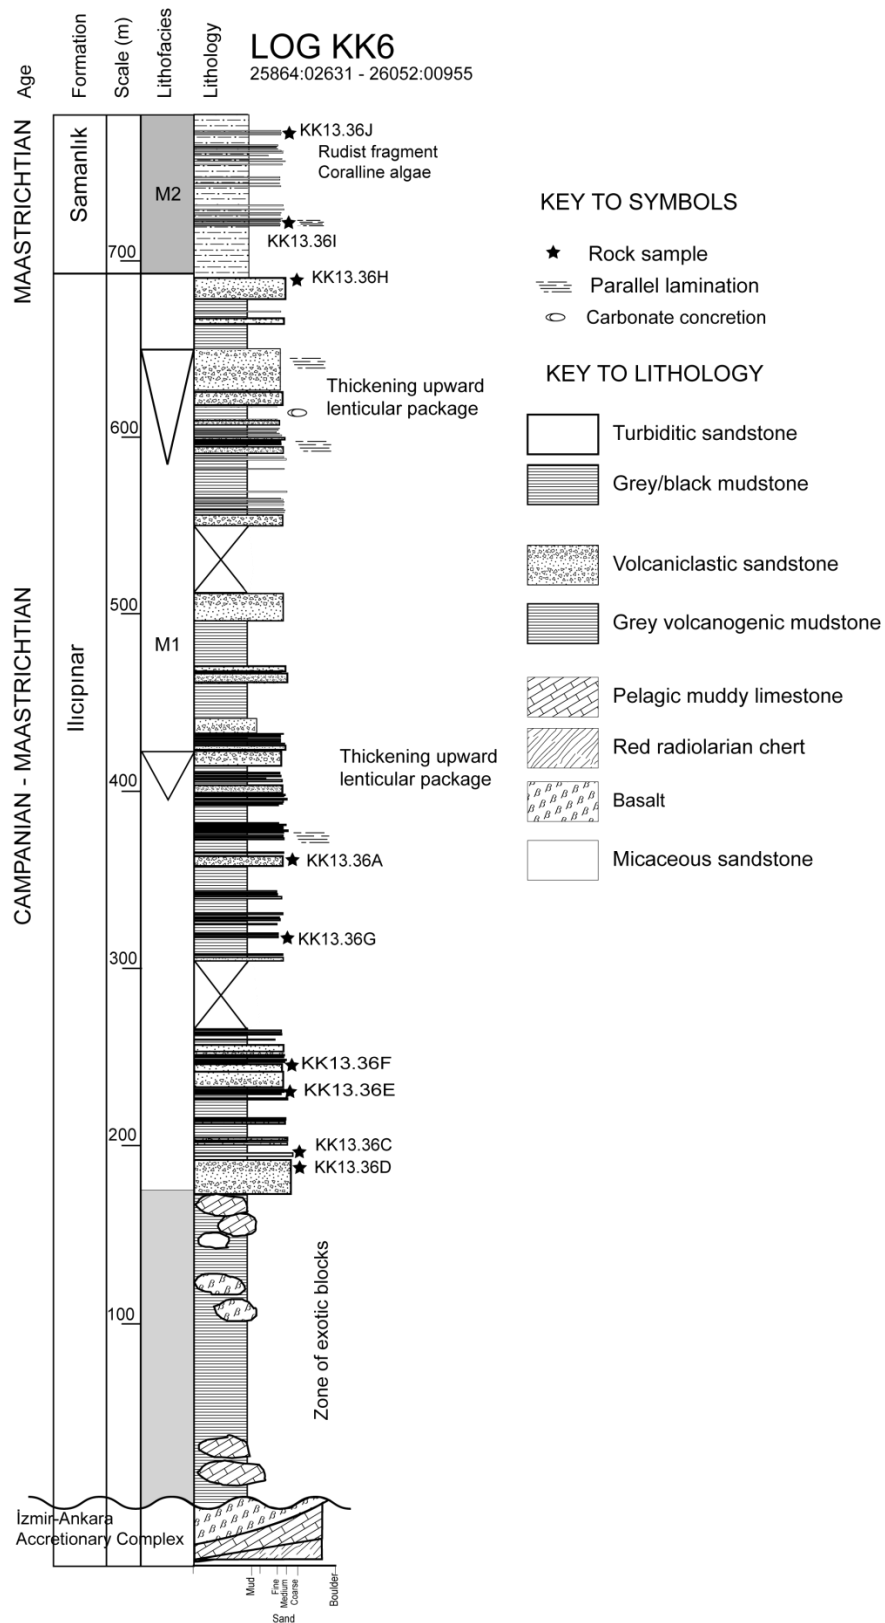 LOG KK6
25864:02631 - 26052:00955
Age
Formation
Scale (m)
Lithofacies
Lithology
MAASTRICHTIAN
CAMPANIAN - MAASTRICHTIAN
Samanlık
Ilıcıpınar
M2
M1
700
600
500
400
300
200
100
KK13.36J
Rudist fragment
Coralline algae
KK13.36I
KK13.36H
Thickening upward
lenticular package
Thickening upward
lenticular package
KK13.36A
KK13.36G
KK13.36F
KK13.36E
KK13.36C
KK13.36D
Zone of exotic blocks
İzmir-Ankara
Accretionary Complex
Mud
Fine
Medium
Coarse
Boulder
Sand
KEY TO SYMBOLS
Rock sample
Parallel lamination
Carbonate concretion
KEY TO LITHOLOGY
Turbiditic sandstone
Grey/black mudstone
Volcaniclastic sandstone
Grey volcanogenic mudstone
Pelagic muddy limestone
Red radiolarian chert
Basalt
Micaceous sandstone